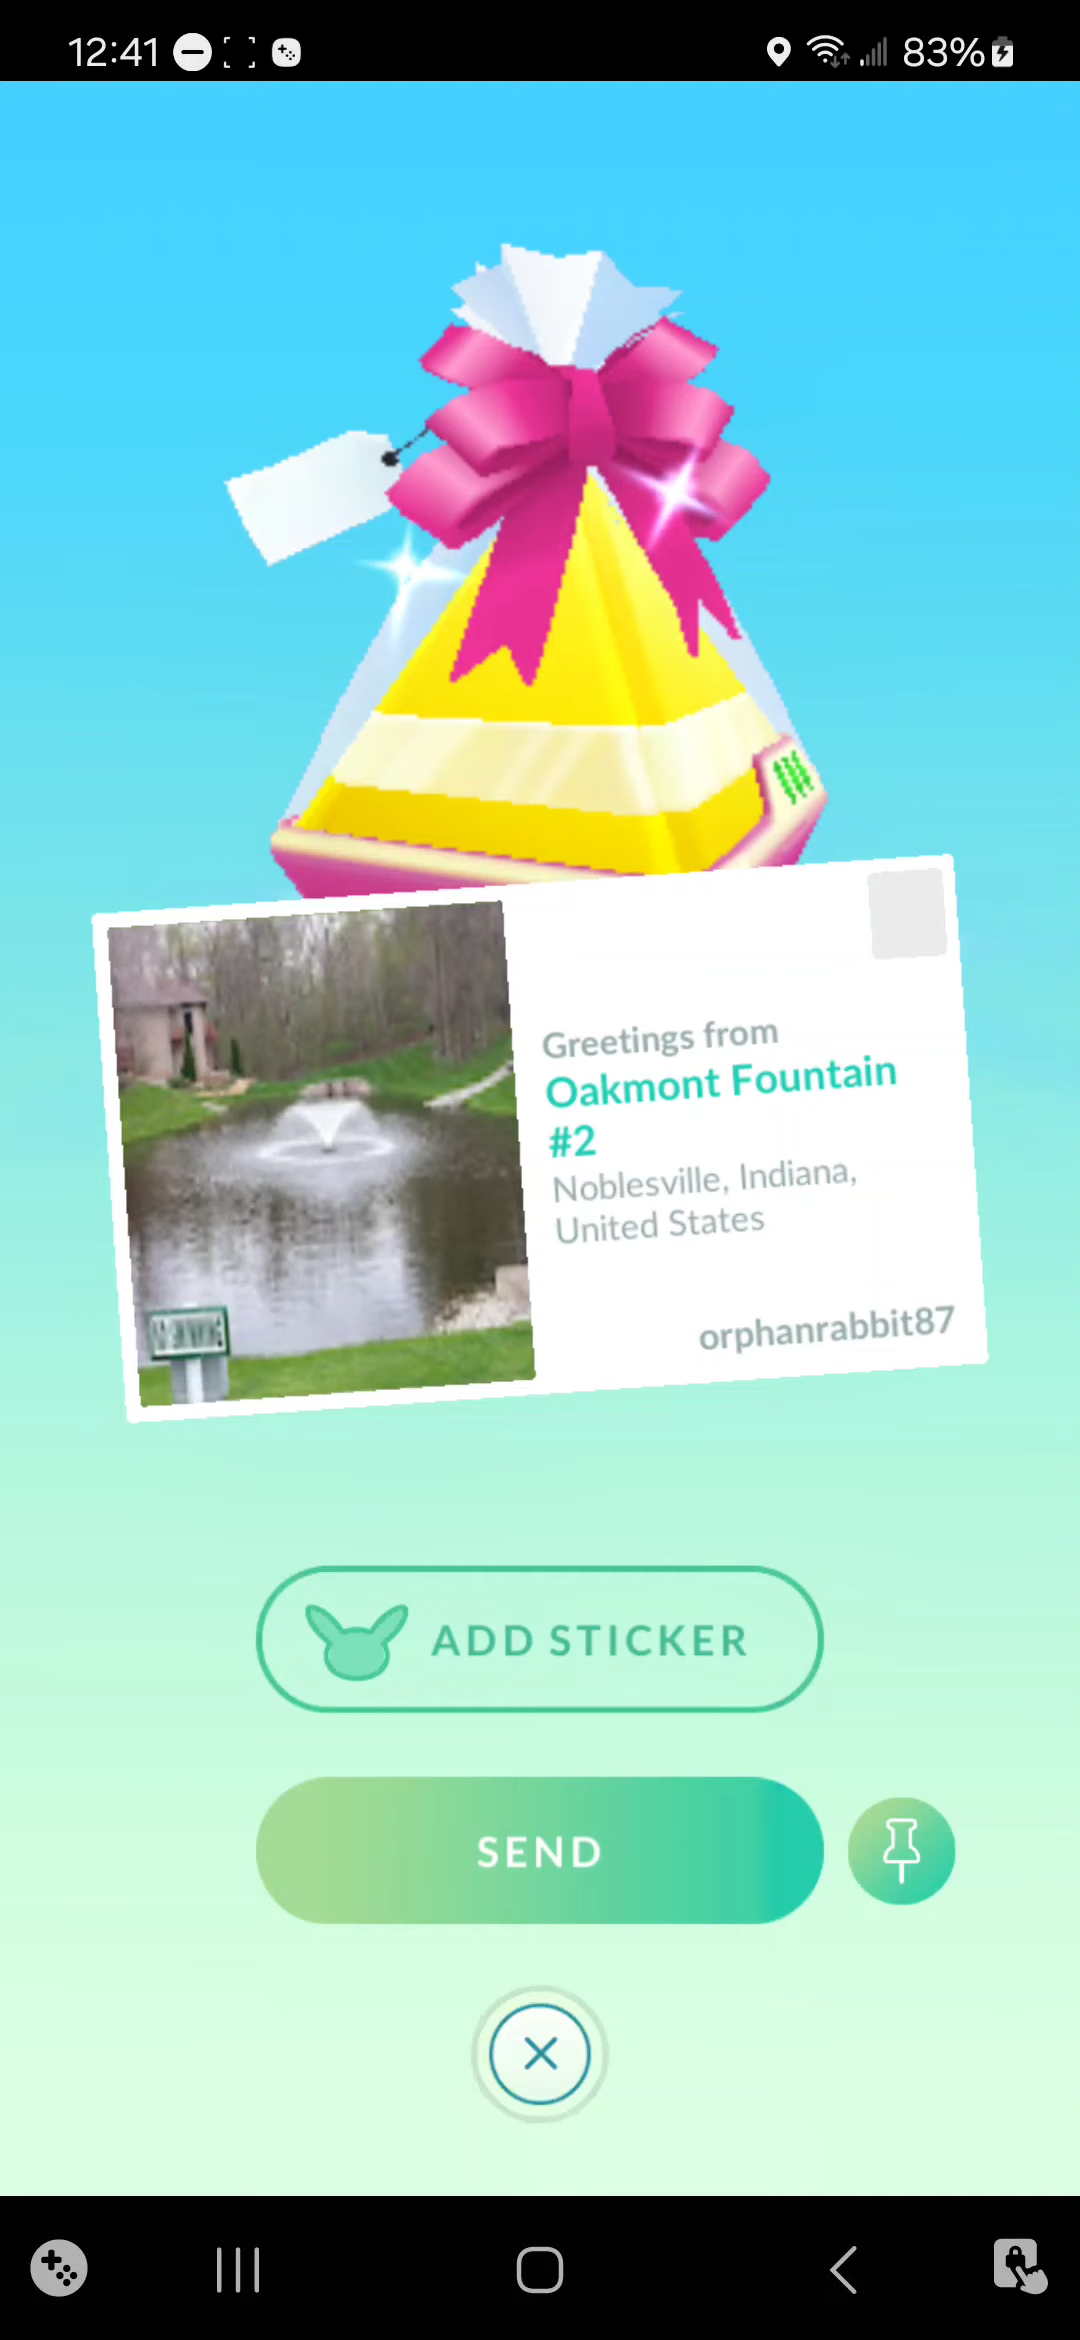 12:41
83%
Greetings from
Oakmont Fountain
#2
Noblesville, Indiana,
United States
orphanrabbit87
ADD STICKER
SEND